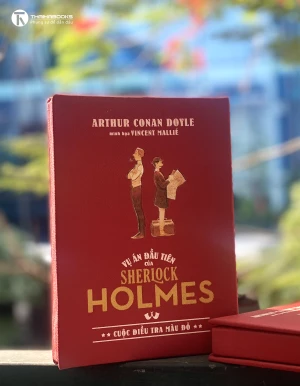 THAIHABOOKS
ARTHUR CONAN DOYLE
minh họa VINCENT MALLIÉ
VỤ ÁN ĐẦU TIÊN
của
SHERLOCK
HOLMES
CUỘC ĐIỀU TRA MÀU ĐỎ